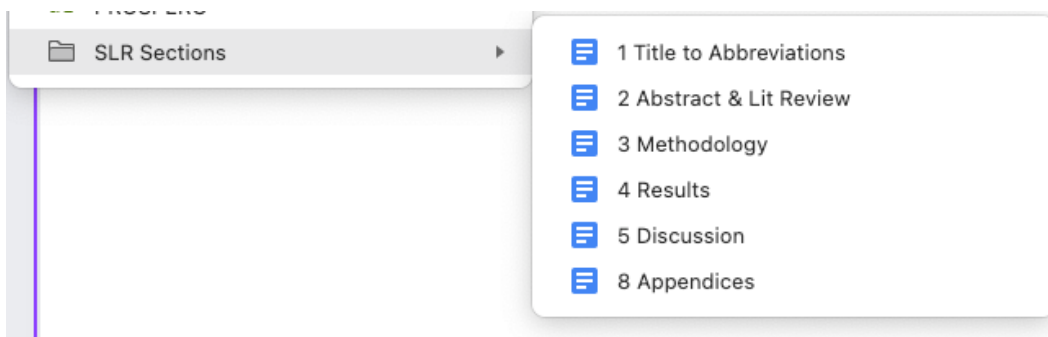 SLR Sections
1 Title to Abbreviations
2 Abstract & Lit Review
3 Methodology
4 Results
5 Discussion
8 Appendices